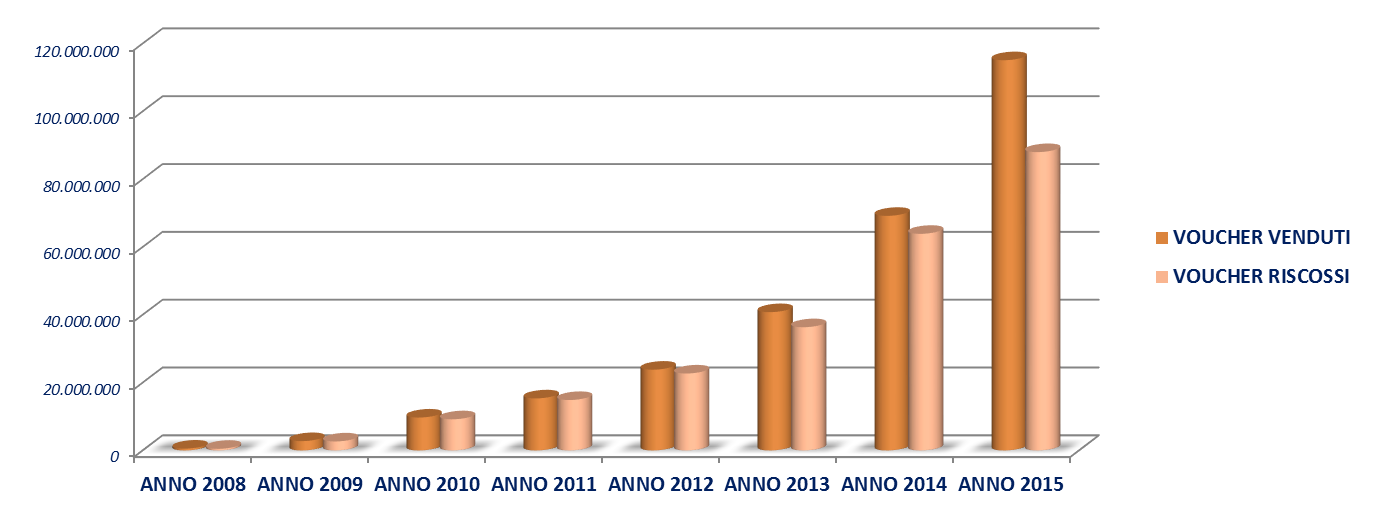 120.000.000
100.000.000
80.000.000
60.000.000
40.000.000
20.000.000
0
ANNO 2008 ANNO 2009 ANNO 2010 ANNO 2011 ANNO 2012 ANNO 2013 ANNO 2014 ANNO 2015
VOUCHER VENDUTI
VOUCHER RISCOSSI